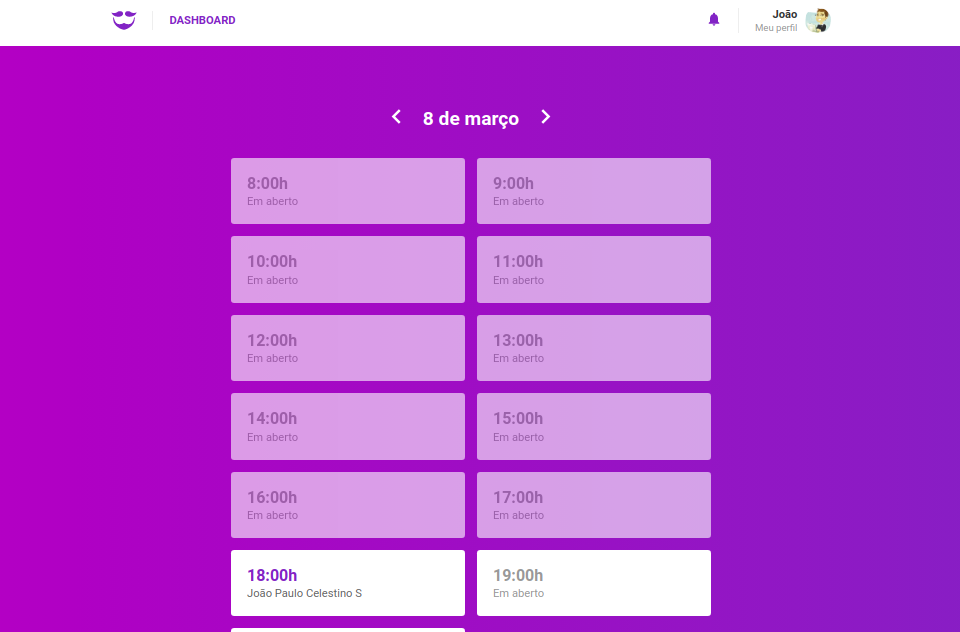 DASHBOARD
João
Meu perfil
8 de março
8:00h
Em aberto
9:00h
Em aberto
10:00h
Em aberto
11:00h
Em aberto
12:00h
Em aberto
13:00h
Em aberto
14:00h
Em aberto
15:00h
Em aberto
16:00h
Em aberto
17:00h
Em aberto
18:00h
João Paulo Celestino S
19:00h
Em aberto